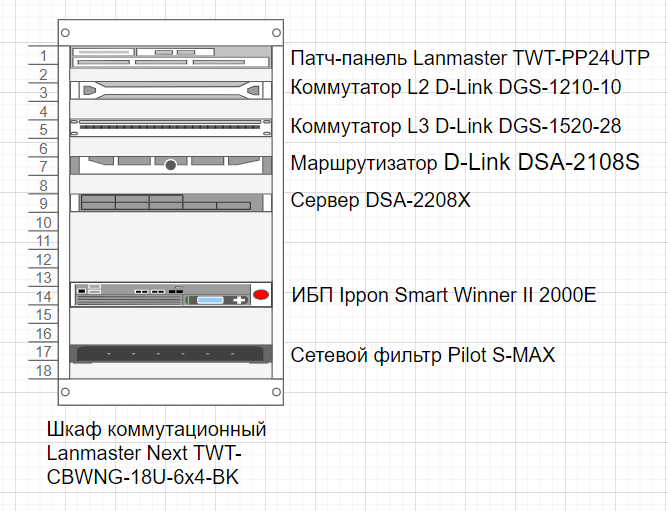 1
Патч-панель Lanmaster TWT-PP24UTP
2
3
Коммутатор L2 D-Link DGS-1210-10
4
5
Коммутатор L3 D-Link DGS-1520-28
6
7
Маршрутизатор D-Link DSA-2108S
8
9
Сервер DSA-2208X
10
11
12
13
14
ИБП Ippon Smart Winner II 2000E
15
16
17
Сетевой фильтр Pilot S-MAX
18
Шкаф коммутационный
Lanmaster Next TWT-
CBWNG-18U-6x4-BK